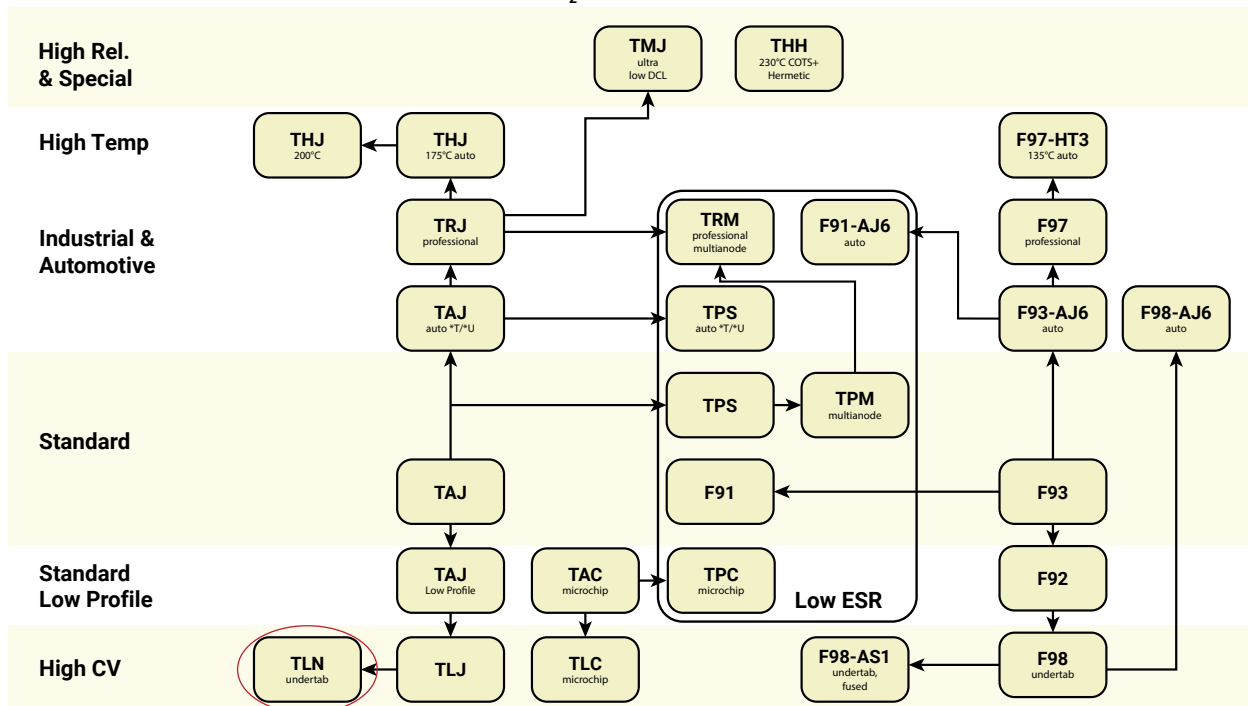 2
High Rel.
& Special
TMJ
ultra
low DCL
THH
230°C COTS+
Hermetic
High Temp
THJ
200°C
THJ
175°C auto
F97-HT3
135°C auto
Industrial &
Automotive
TRJ
professional
TRM
professional
multianode
F91-AJ6
auto
F97
professional
TAJ
auto *T/*U
TPS
auto *T/*U
F93-AJ6
auto
F98-AJ6
auto
Standard
TPS
TPM
multianode
TAJ
F91
F93
Standard
Low Profile
TAJ
Low Profile
TAC
microchip
TPC
microchip
Low ESR
F92
High CV
TLN
undertab
TLJ
TLC
microchip
F98-AS1
undertab,
fused
F98
undertab